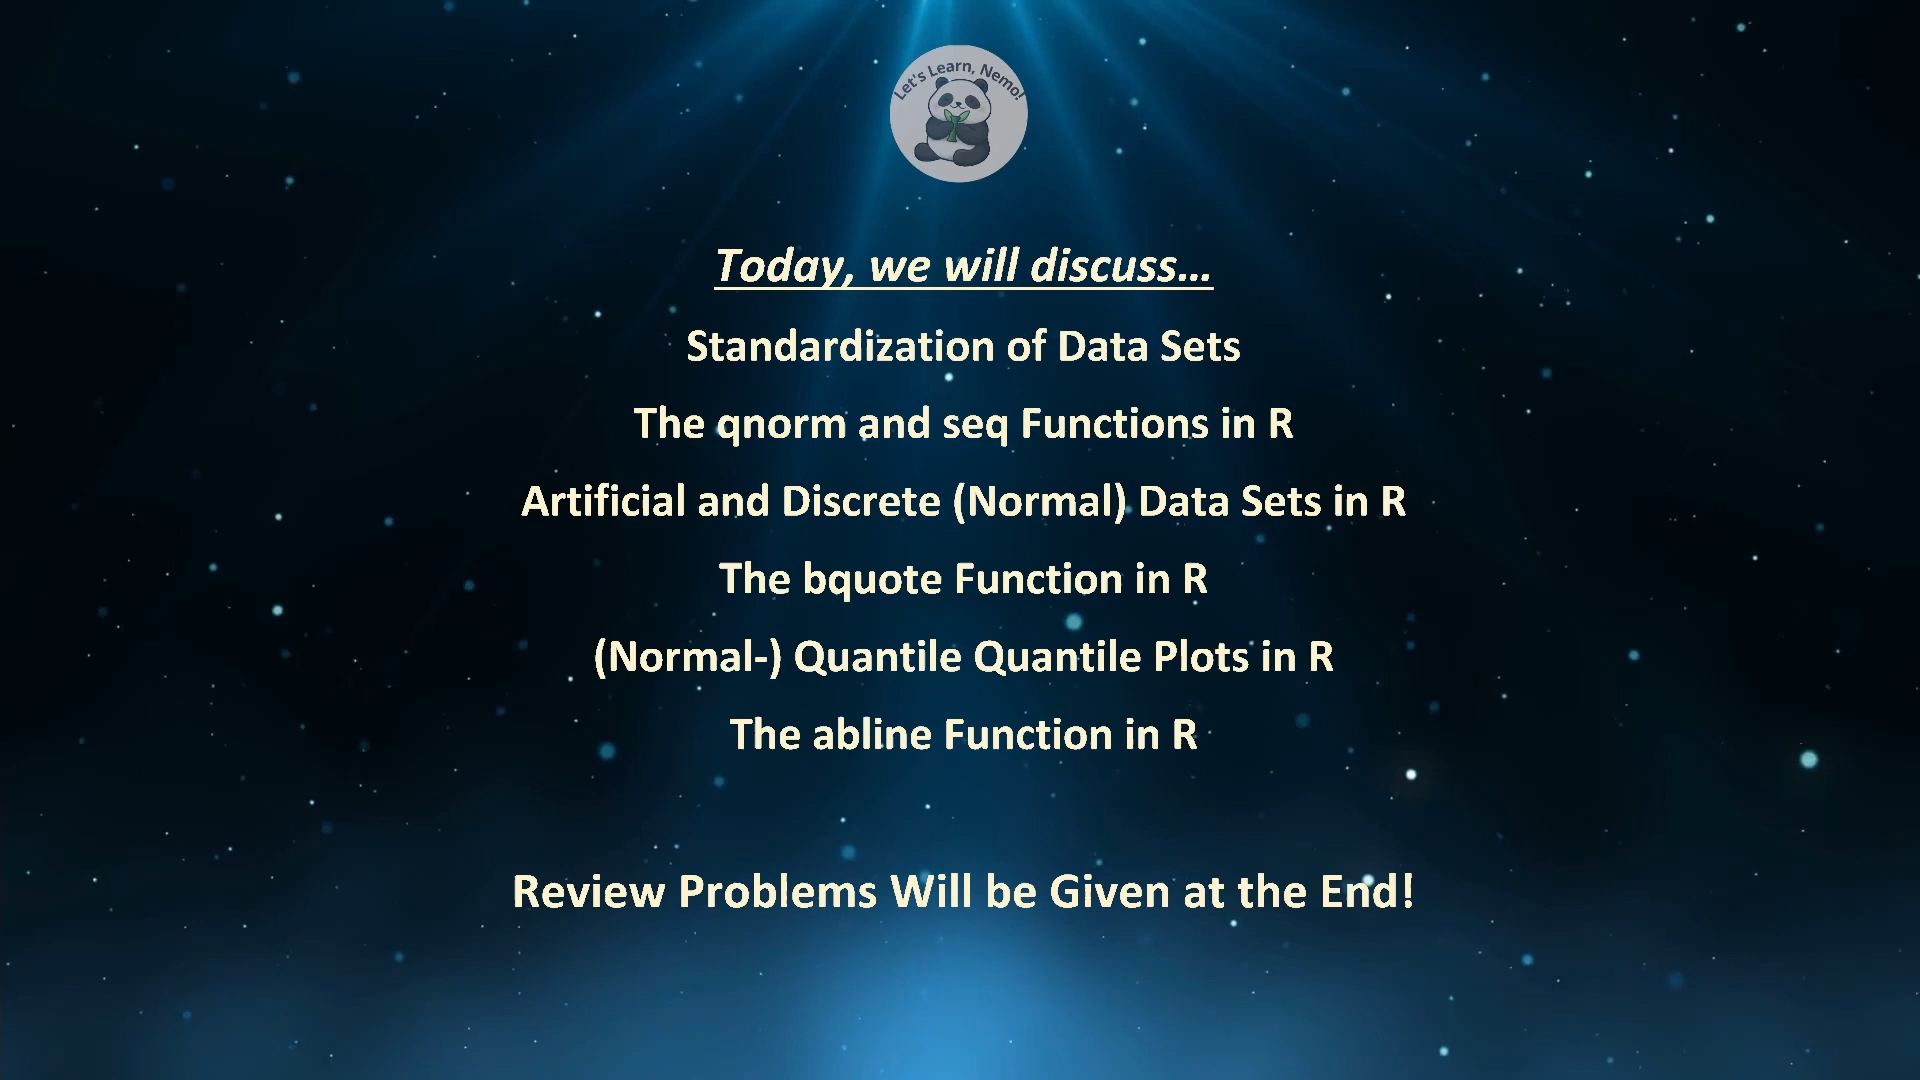 Let's Learn, Nemo!
Today, we will discuss...
Standardization of Data Sets
The qnorm and seq Functions in R
Artificial and Discrete (Normal) Data Sets in R
The bquote Function in R
(Normal-) Quantile Quantile Plots in R
The abline Function in R
Review Problems Will be Given at the End!